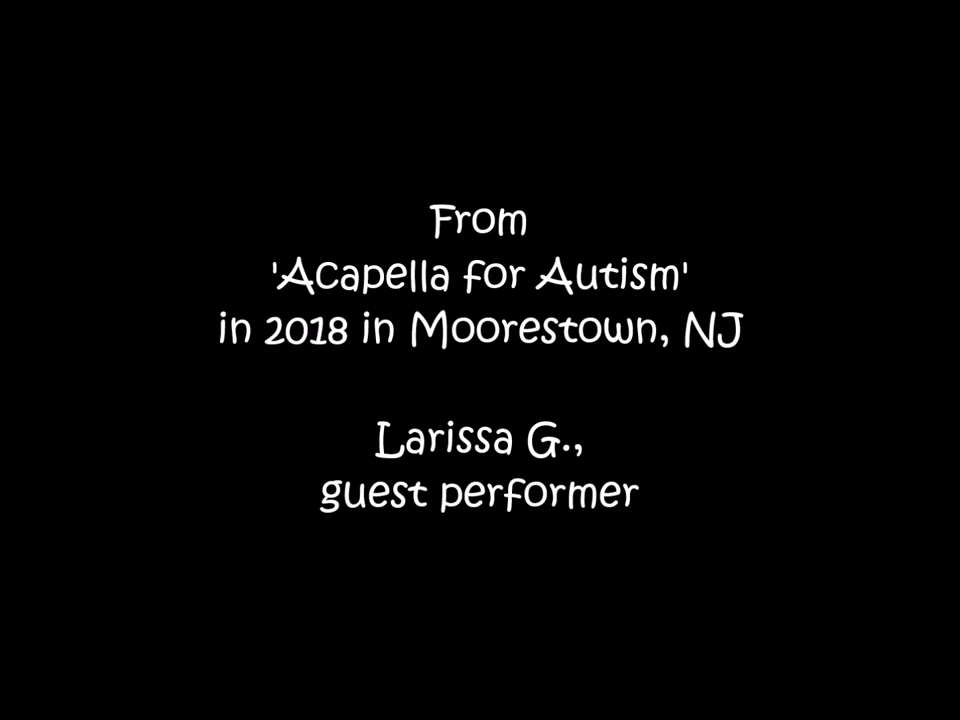 From
'Acapella for Autism'
in 2018 in Moorestown, NJ
Larissa G.,
guest performer